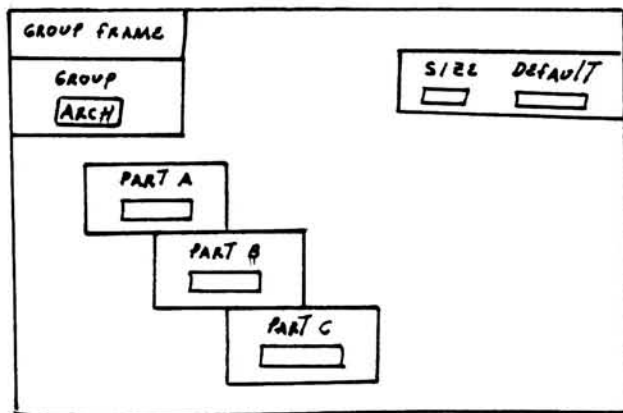 GROUP FRAME
GROUP
ARCH
SIZE DEFAULT
PART A
PART B
PART C